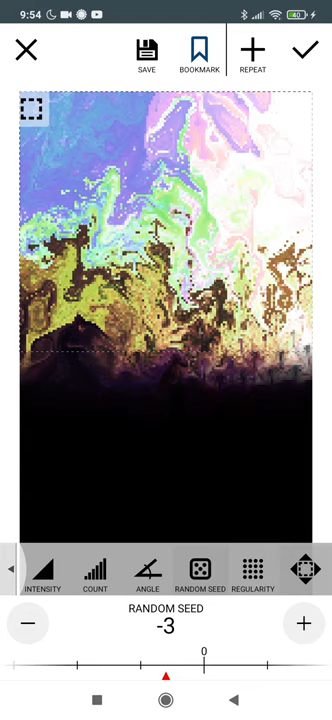 9:54
40
SAVE
BOOKMARK
REPEAT
INTENSITY
COUNT
ANGLE
RANDOM SEED
REGULARITY
RANDOM SEED
-3
0